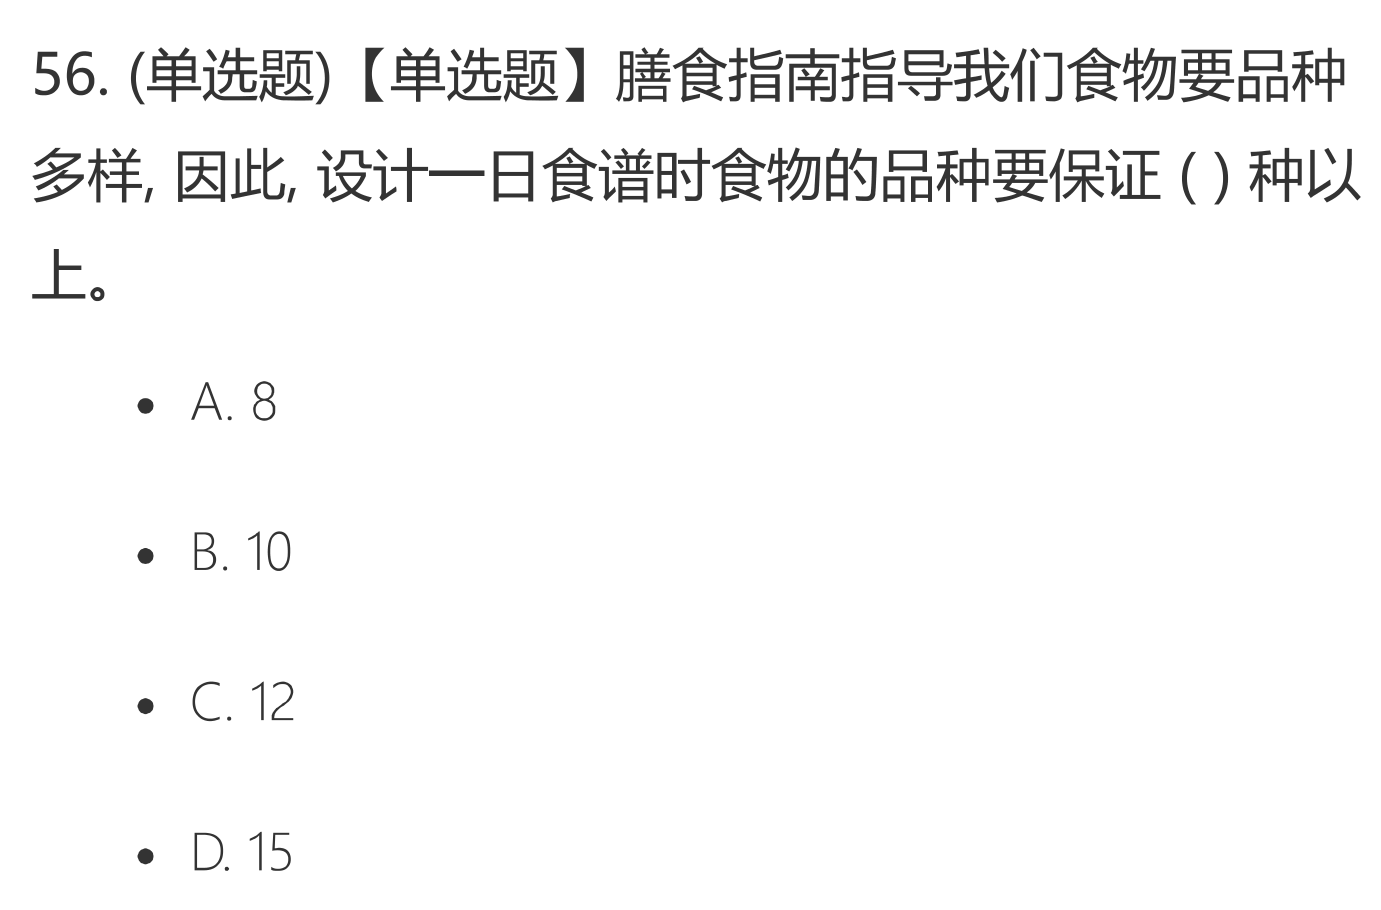 56. (单选题)【单选题】膳食指南指导我们食物要品种
多样, 因此, 设计一日食谱时食物的品种要保证 ( ) 种以
上。
• A. 8
• B. 10
• C. 12
• D. 15